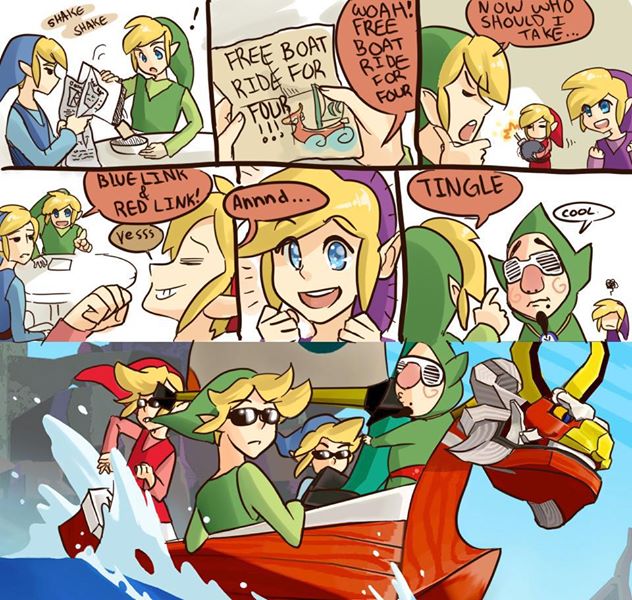 SHAKE
SHAKE
!
FREE BOAT
RIDE FOR
FOUR
!!!!
WOAH!
FREE
BOAT
RIDE
FOR
FOUR
NOW WHO
SHOULD I
TAKE...
BLUE LINK
&
RED LINK!
yesss
Annnd...
TINGLE
COOL.